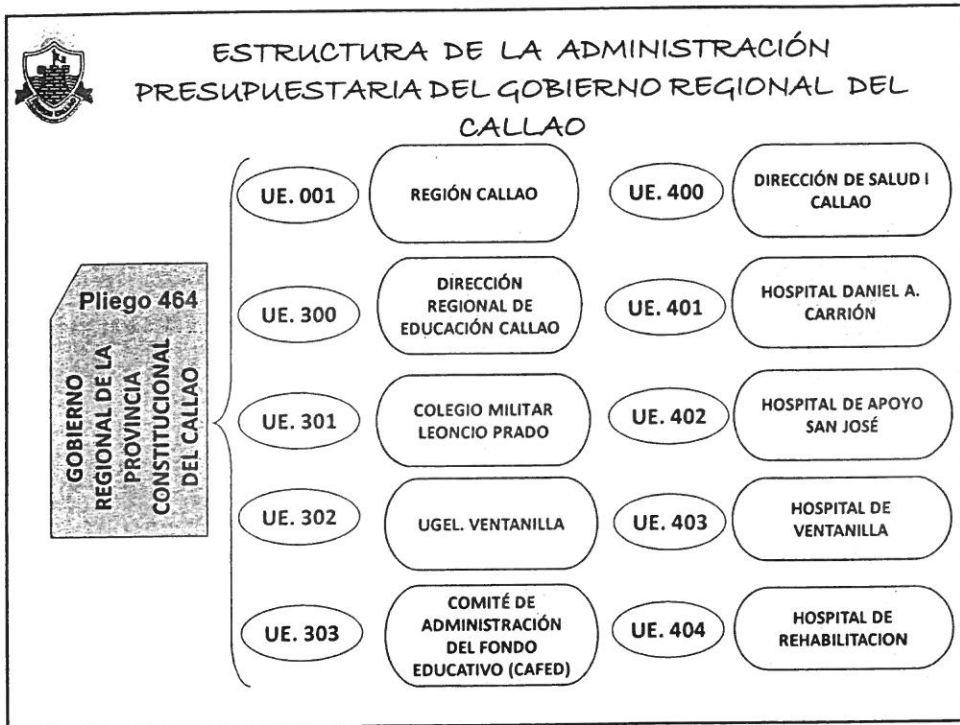 ESTRUCTURA DE LA ADMINISTRACIÓN
PRESUPUESTARIA DEL GOBIERNO REGIONAL DEL
CALLAO
Pliego 464
GOBIERNO
REGIONAL DE LA
PROVINCIA
CONSTITUCIONAL
DEL CALLAO
UE. 001
REGIÓN CALLAO
UE. 300
DIRECCIÓN
REGIONAL DE
EDUCACIÓN CALLAO
UE. 301
COLEGIO MILITAR
LEONCIO PRADO
UE. 302
UGEL. VENTANILLA
UE. 303
COMITÉ DE
ADMINISTRACIÓN
DEL FONDO
EDUCATIVO (CAFED)
UE. 400
DIRECCIÓN DE SALUD I
CALLAO
UE. 401
HOSPITAL DANIEL A.
CARRIÓN
UE. 402
HOSPITAL DE APOYO
SAN JOSÉ
UE. 403
HOSPITAL DE
VENTANILLA
UE. 404
HOSPITAL DE
REHABILITACION